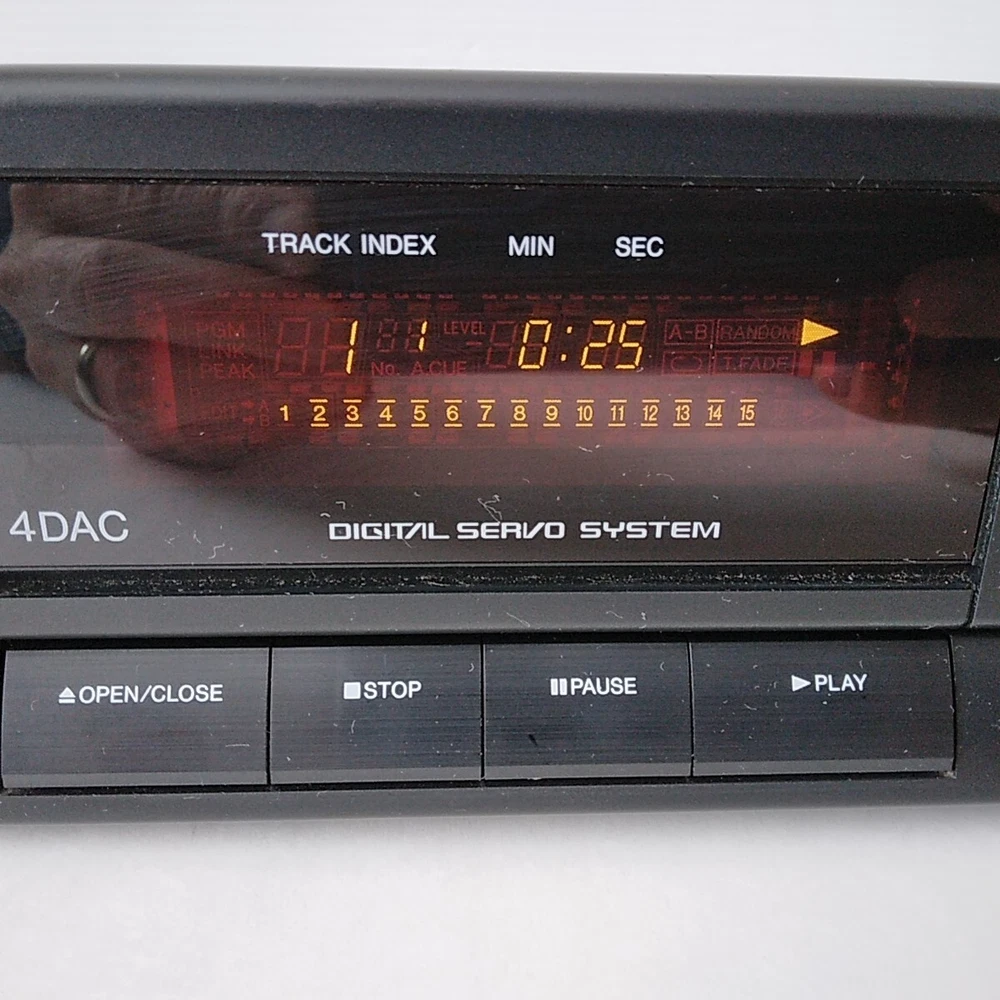 TRACK INDEX MIN SEC
PGM 1 1 LEVEL 0:25 A-B RANDOM
LINK
PEAK No. A.CUE T.FADE
1 2 3 4 5 6 7 8 9 10 11 12 13 14 15
4DAC DIGITAL SERVO SYSTEM
OPEN/CLOSE STOP PAUSE PLAY